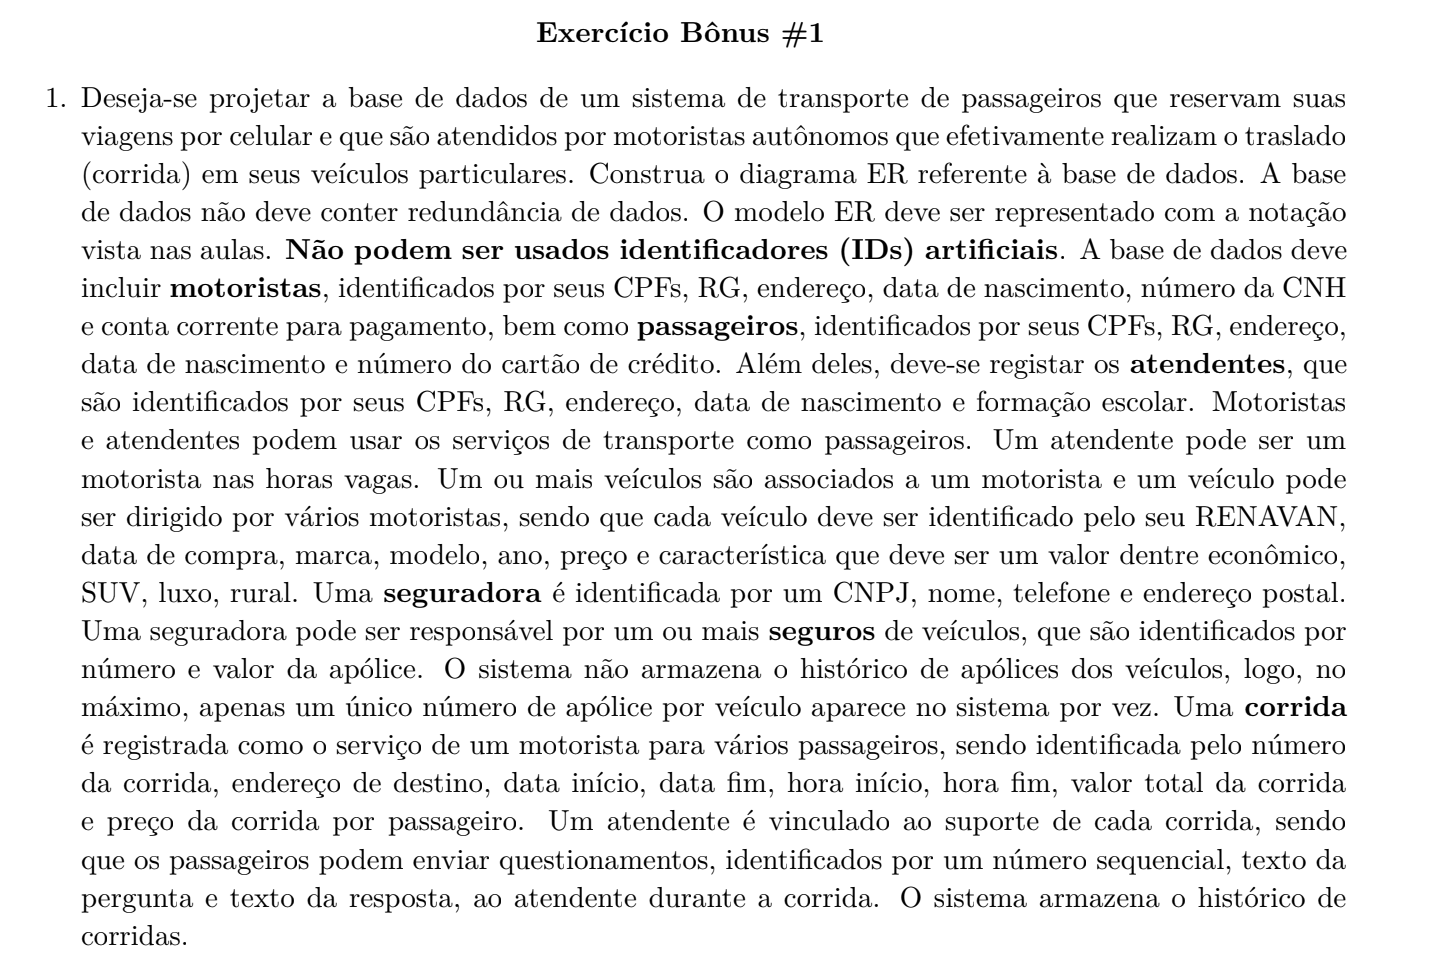 Exercício Bônus #1
1. Deseja-se projetar a base de dados de um sistema de transporte de passageiros que reservam suas
viagens por celular e que são atendidos por motoristas autônomos que efetivamente realizam o traslado
(corrida) em seus veículos particulares. Construa o diagrama ER referente à base de dados. A base
de dados não deve conter redundância de dados. O modelo ER deve ser representado com a notação
vista nas aulas. Não podem ser usados identificadores (IDs) artificiais. A base de dados deve
incluir motoristas, identificados por seus CPFs, RG, endereço, data de nascimento, número da CNH
e conta corrente para pagamento, bem como passageiros, identificados por seus CPFs, RG, endereço,
data de nascimento e número do cartão de crédito. Além deles, deve-se registar os atendentes, que
são identificados por seus CPFs, RG, endereço, data de nascimento e formação escolar. Motoristas
e atendentes podem usar os serviços de transporte como passageiros. Um atendente pode ser um
motorista nas horas vagas. Um ou mais veículos são associados a um motorista e um veículo pode
ser dirigido por vários motoristas, sendo que cada veículo deve ser identificado pelo seu RENAVAN,
data de compra, marca, modelo, ano, preço e característica que deve ser um valor dentre econômico,
SUV, luxo, rural. Uma seguradora é identificada por um CNPJ, nome, telefone e endereço postal.
Uma seguradora pode ser responsável por um ou mais seguros de veículos, que são identificados por
número e valor da apólice. O sistema não armazena o histórico de apólices dos veículos, logo, no
máximo, apenas um único número de apólice por veículo aparece no sistema por vez. Uma corrida
é registrada como o serviço de um motorista para vários passageiros, sendo identificada pelo número
da corrida, endereço de destino, data início, data fim, hora início, hora fim, valor total da corrida
e preço da corrida por passageiro. Um atendente é vinculado ao suporte de cada corrida, sendo
que os passageiros podem enviar questionamentos, identificados por um número sequencial, texto da
pergunta e texto da resposta, ao atendente durante a corrida. O sistema armazena o histórico de
corridas.